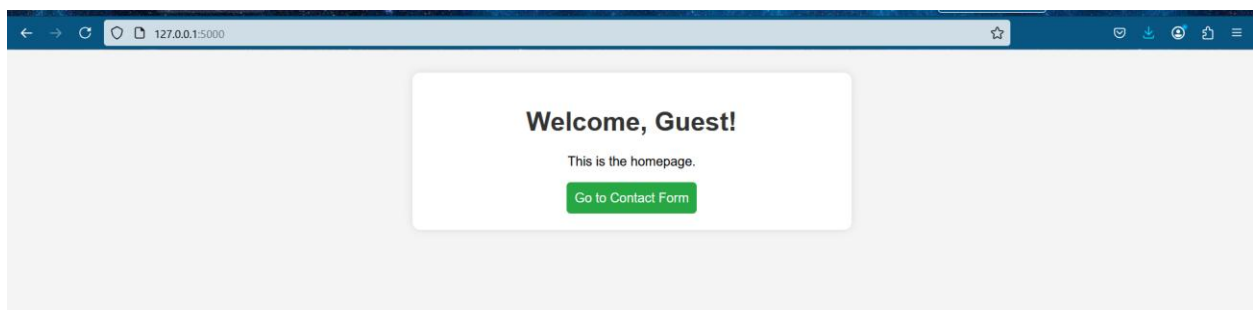 127.0.0.1:5000
Welcome, Guest!
This is the homepage.
Go to Contact Form